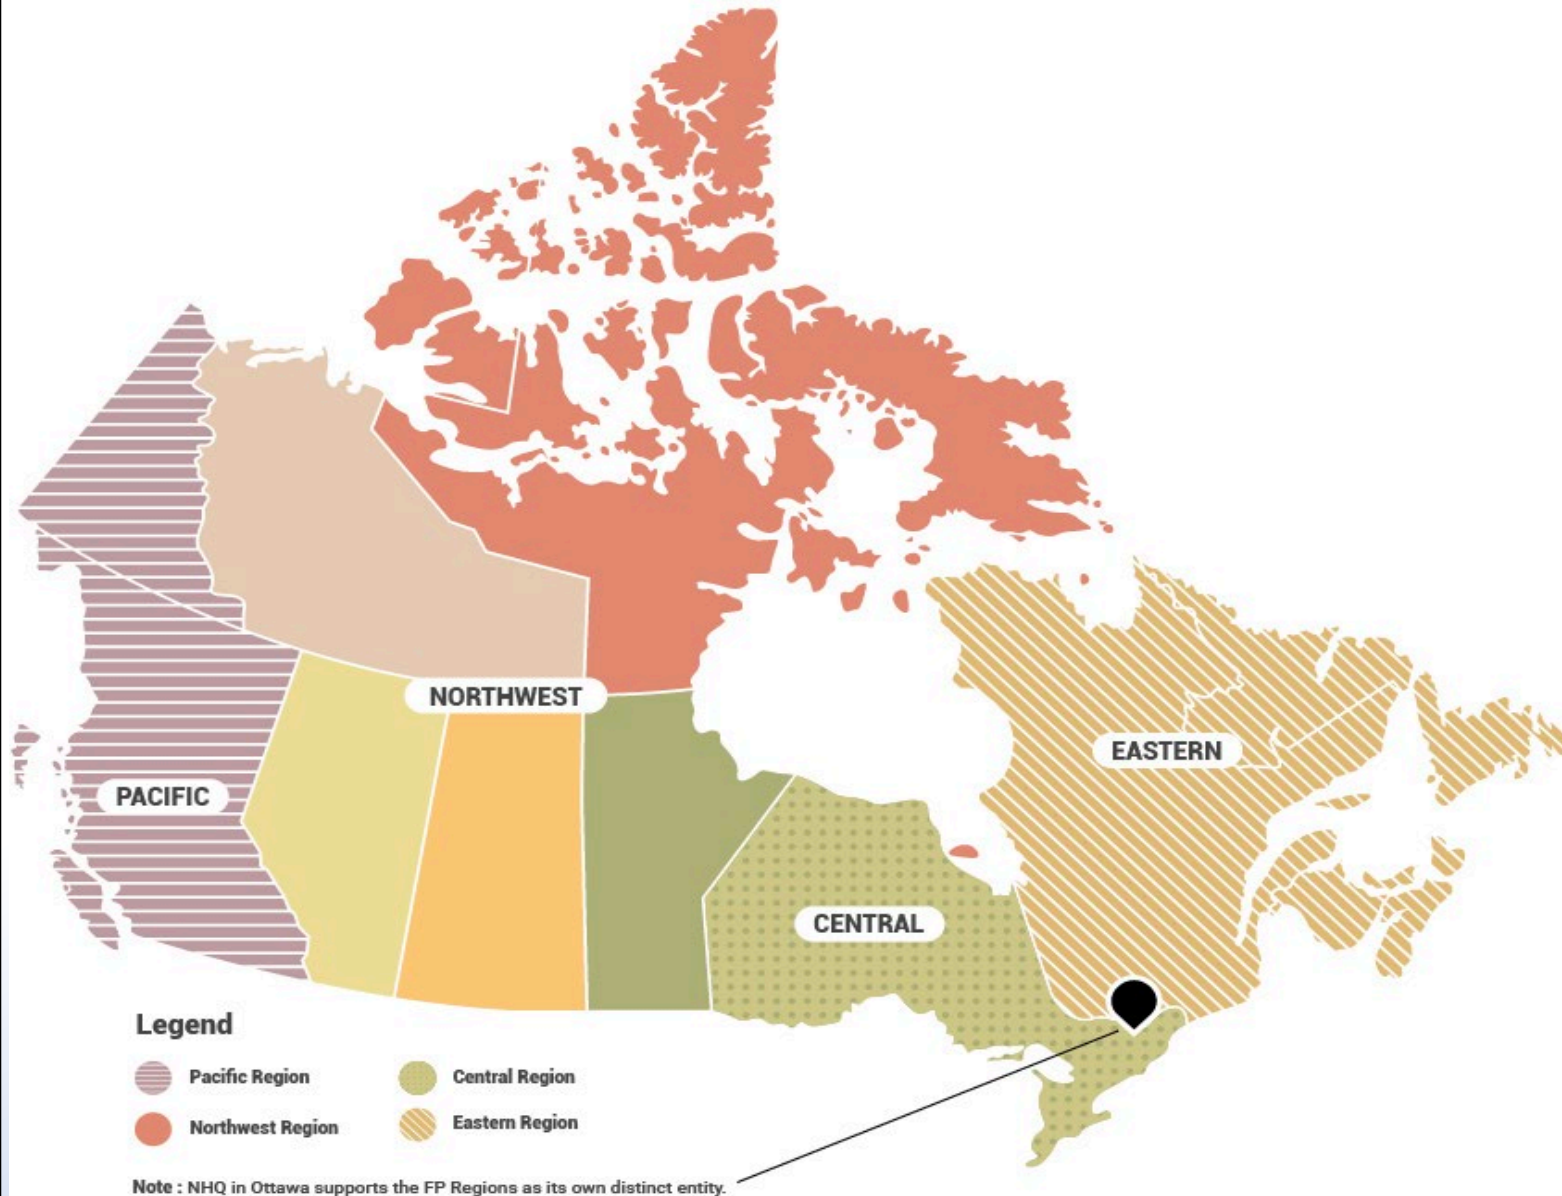 NORTHWEST
EASTERN
PACIFIC
CENTRAL
Legend
Pacific Region
Central Region
Northwest Region
Eastern Region
Note : NHQ in Ottawa supports the FP Regions as its own distinct entity.